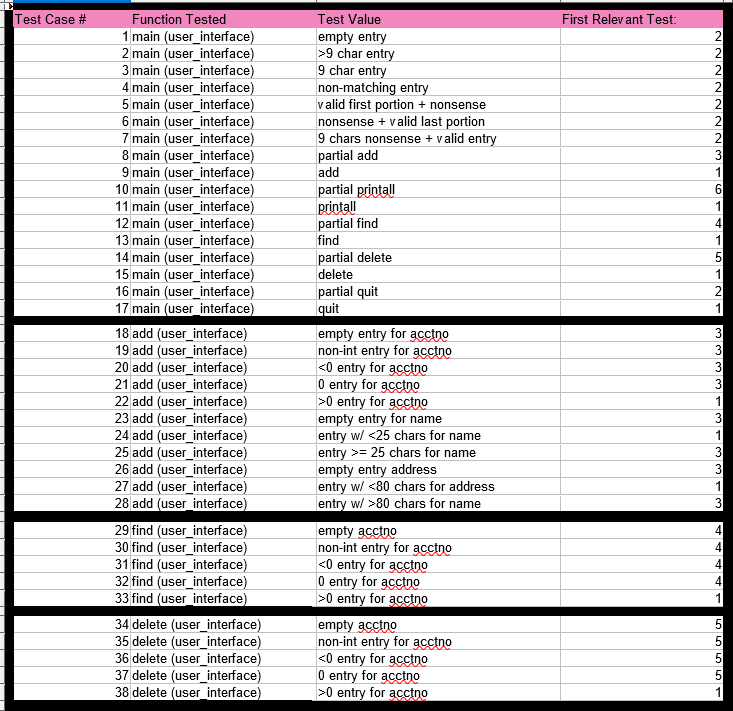 Test Case # Function Tested Test Value First Relevant Test:
1 main (user_interface) empty entry 2
2 main (user_interface) >9 char entry 2
3 main (user_interface) 9 char entry 2
4 main (user_interface) non-matching entry 2
5 main (user_interface) valid first portion + nonsense 2
6 main (user_interface) nonsense + valid last portion 2
7 main (user_interface) 9 chars nonsense + valid entry 2
8 main (user_interface) partial add 3
9 main (user_interface) add 1
10 main (user_interface) partial printall 6
11 main (user_interface) printall 1
12 main (user_interface) partial find 4
13 main (user_interface) find 1
14 main (user_interface) partial delete 5
15 main (user_interface) delete 1
16 main (user_interface) partial quit 2
17 main (user_interface) quit 1
18 add (user_interface) empty entry for acctno 3
19 add (user_interface) non-int entry for acctno 3
20 add (user_interface) <0 entry for acctno 3
21 add (user_interface) 0 entry for acctno 3
22 add (user_interface) >0 entry for acctno 1
23 add (user_interface) empty entry for name 3
24 add (user_interface) entry w/ <25 chars for name 1
25 add (user_interface) entry >= 25 chars for name 3
26 add (user_interface) empty entry address 3
27 add (user_interface) entry w/ <80 chars for address 1
28 add (user_interface) entry w/ >80 chars for name 3
29 find (user_interface) empty acctno 4
30 find (user_interface) non-int entry for acctno 4
31 find (user_interface) <0 entry for acctno 4
32 find (user_interface) 0 entry for acctno 4
33 find (user_interface) >0 entry for acctno 1
34 delete (user_interface) empty acctno 5
35 delete (user_interface) non-int entry for acctno 5
36 delete (user_interface) <0 entry for acctno 5
37 delete (user_interface) 0 entry for acctno 5
38 delete (user_interface) >0 entry for acctno 1